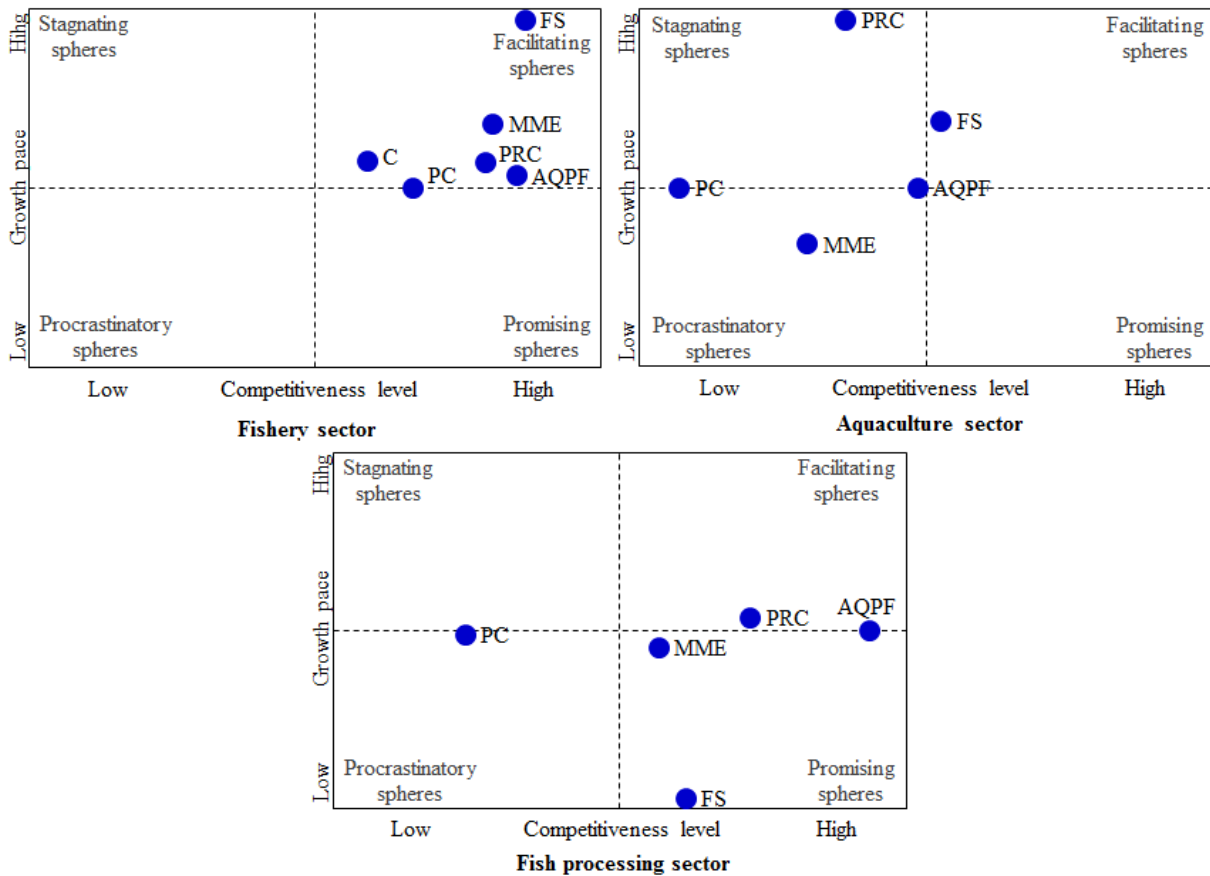 Hihg
Growth pace
Low
Stagnating
spheres
FS
Facilitating
spheres
MME
C
PRC
PC
AQPF
Procrastinatory
spheres
Promising
spheres
Low
Competitiveness level
High
Fishery sector
Hihg
Growth pace
Low
Stagnating
spheres
PRC
Facilitating
spheres
FS
PC
AQPF
MME
Procrastinatory
spheres
Promising
spheres
Low
Competitiveness level
High
Aquaculture sector
Hihg
Growth pace
Low
Stagnating
spheres
Facilitating
spheres
AQPF
PRC
PC
MME
Procrastinatory
spheres
Promising
spheres
FS
Low
Competitiveness level
High
Fish processing sector